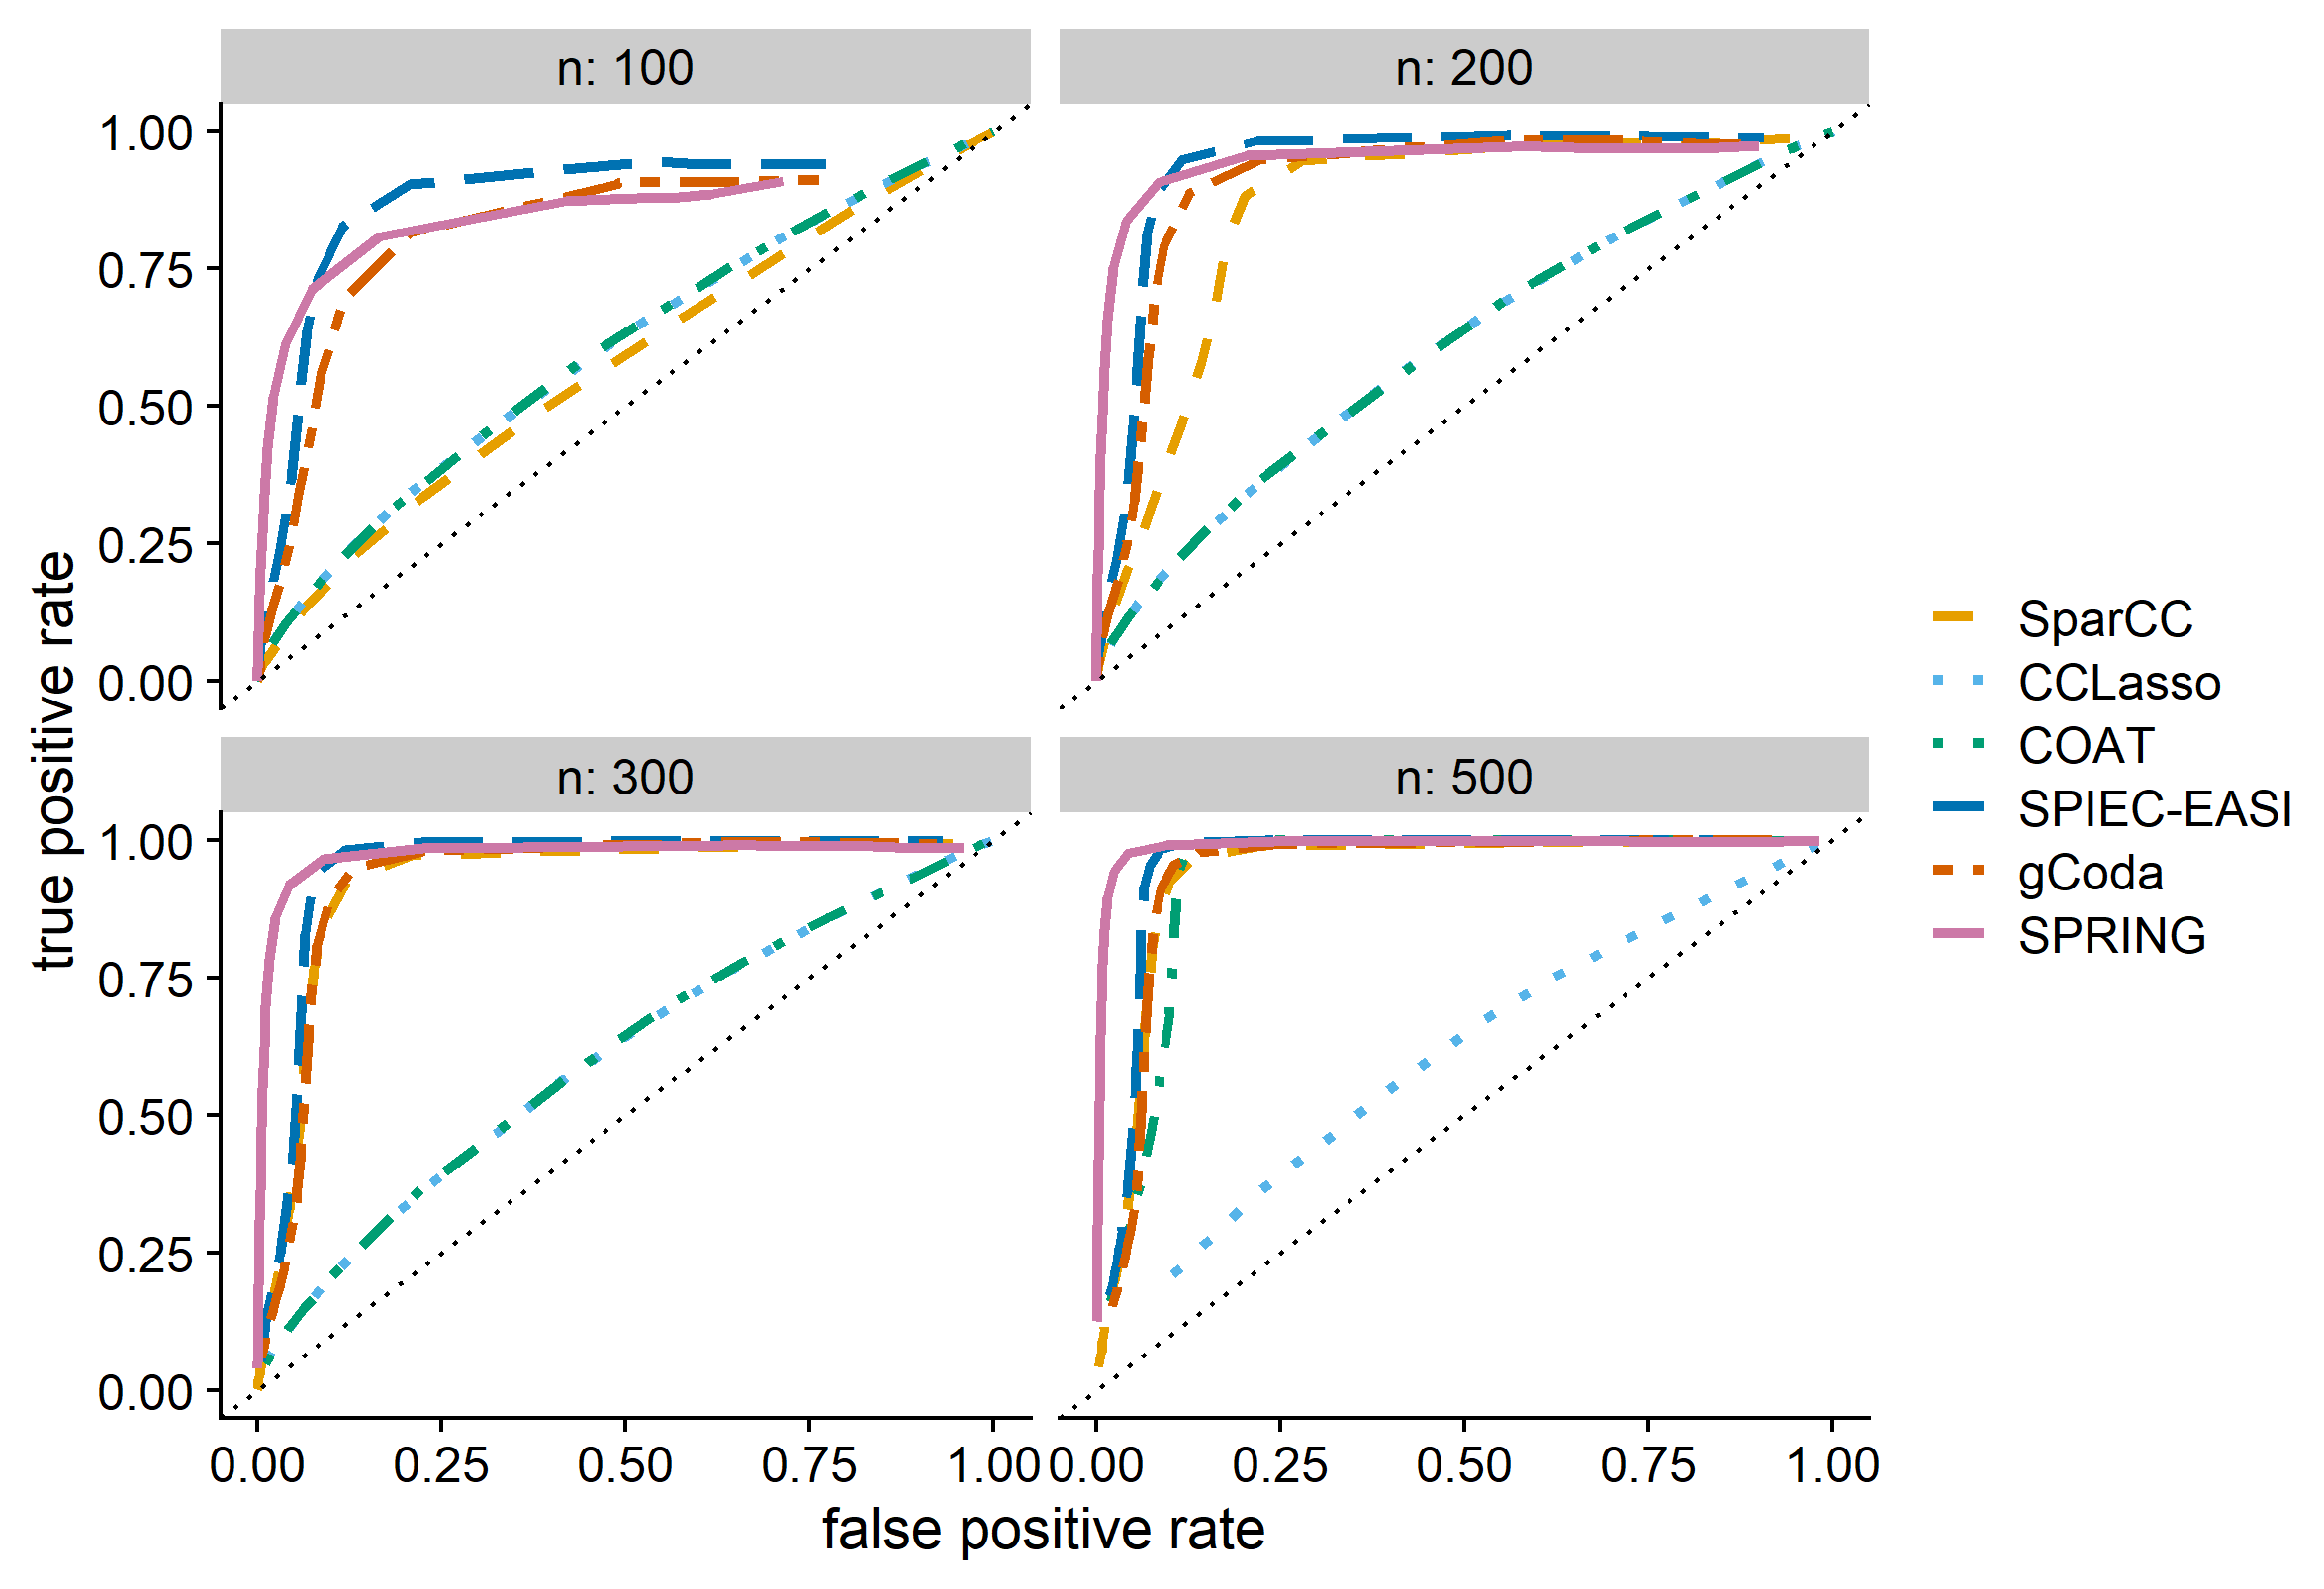 n: 100
n: 200
1.00
0.75
0.50
0.25
0.00
n: 300
n: 500
1.00
0.75
0.50
0.25
0.00
0.00 0.25 0.50 0.75 1.00
0.00 0.25 0.50 0.75 1.00
false positive rate
true positive rate
SparCC
CCLasso
COAT
SPIEC-EASI
gCoda
SPRING